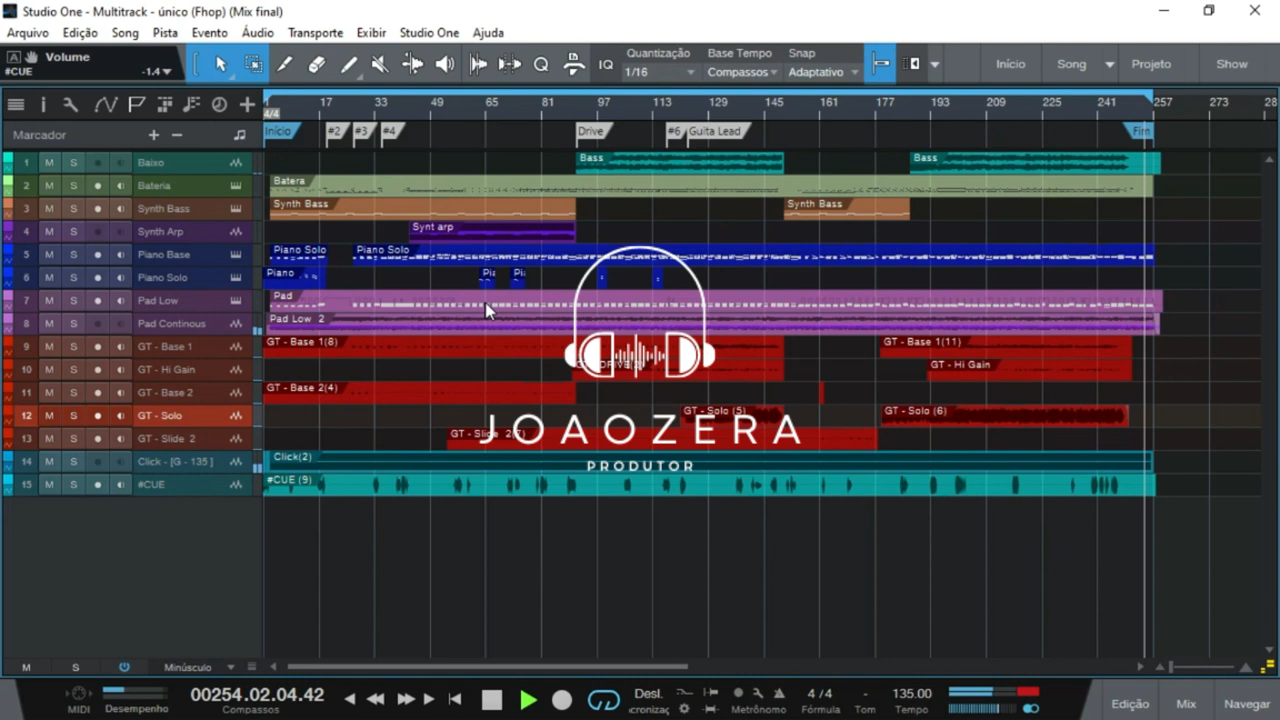 Studio One - Multitrack - único (Fhop) (Mix final)
Arquivo Edição Song Pista Evento Áudio Transporte Exibir Studio One Ajuda
A Volume
#CUE -1.4
IQ Quantização Base Tempo Snap
1/16 Compassos Adaptativo
Início Song Projeto Show
17 33 49 65 81 97 113 129 145 161 177 193 209 225 241 257 273
4/4
Marcador
Início #2 #3 #4 Drive #6 Guita Lead Fim
1 M S Baixo Bass Bass
2 M S Bateria Batera
3 M S Synth Bass Synth Bass Synth Bass
4 M S Synth Arp Synt arp
5 M S Piano Base Piano Solo Piano Solo
6 M S Piano Solo Piano
7 M S Pad Low Pad
8 M S Pad Continous Pad Low 2
9 M S GT - Base 1 GT - Base 1(8) GT - Base 1(11)
10 M S GT - Hi Gain GT - Hi Gain
11 M S GT - Base 2 GT - Base 2(4)
12 M S GT - Solo GT - Solo (5) GT - Solo (6)
13 M S GT - Slide 2 GT - Slide 2(7)
14 M S Click - [G - 135] Click(2)
15 M S #CUE #CUE (9)
JOAOZERA
PRODUTOR
M S Minúsculo
MIDI Desempenho
00254.02.04.42
Compassos
Desl.
Metrônomo
4 / 4
Fórmula
-
Tom
135.00
Tempo
Edição Mix Navegar